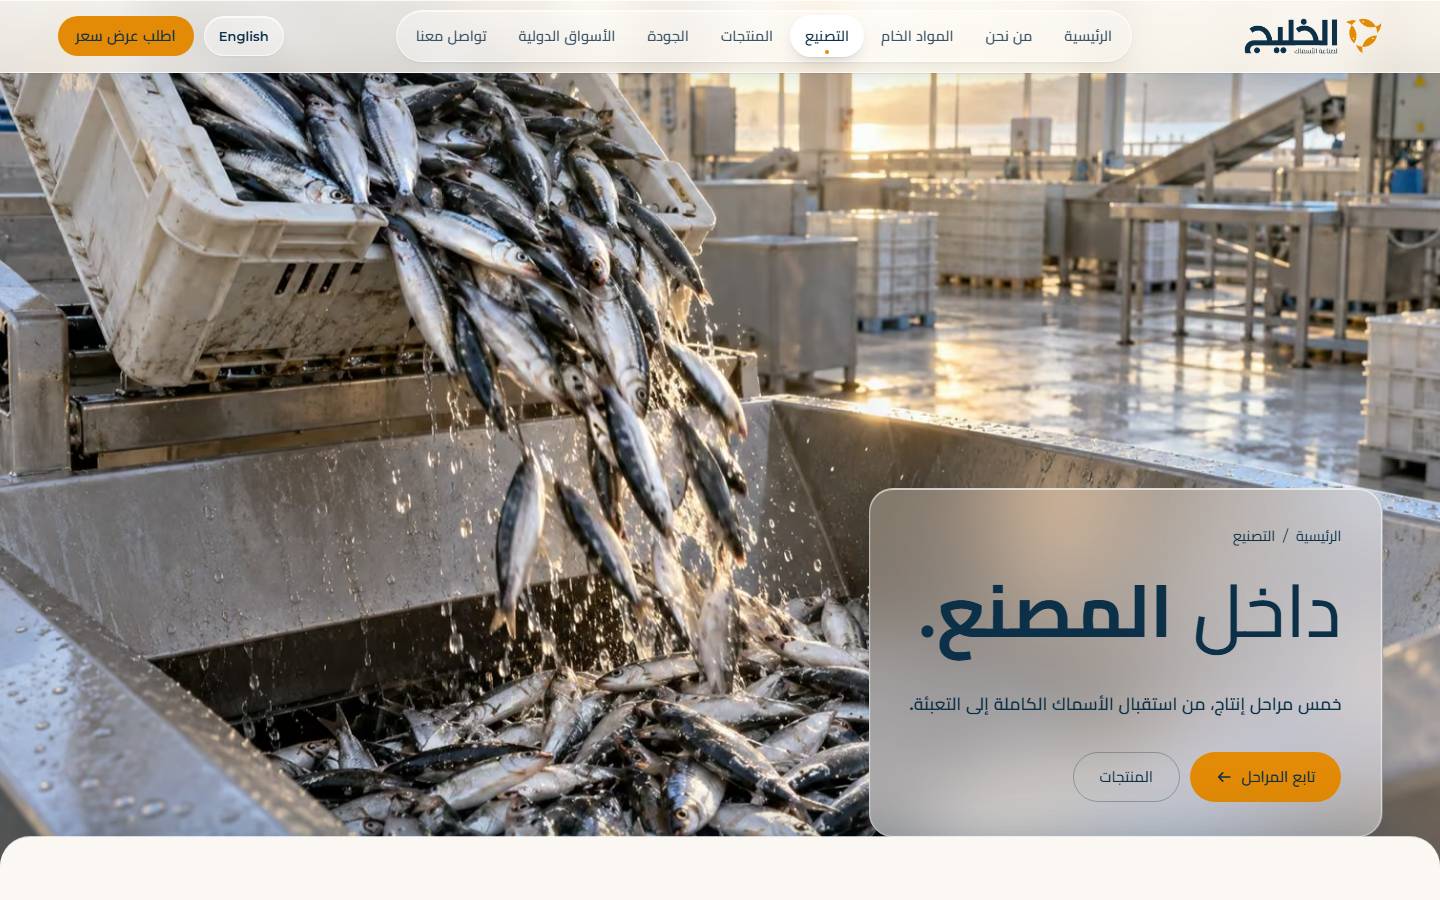 الخليج
لصناعة الأسماك
الرئيسية
من نحن
المواد الخام
التصنيع
المنتجات
الجودة
الأسواق الدولية
تواصل معنا
English
اطلب عرض سعر
الرئيسية / التصنيع
داخل المصنع.
خمس مراحل إنتاج، من استقبال الأسماك الكاملة إلى التعبئة.
تابع المراحل ←
المنتجات